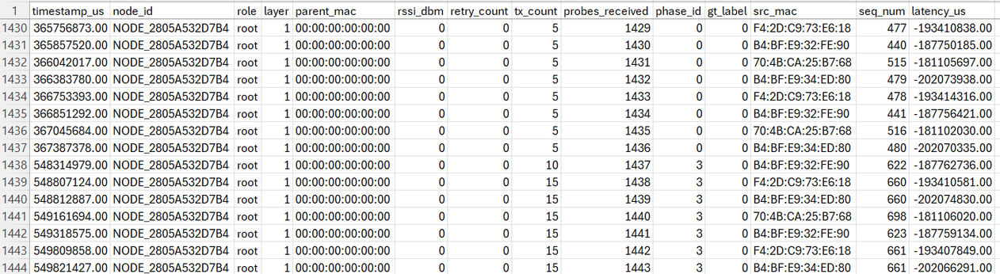 1 timestamp_us node_id role layer parent_mac rssi_dbm retry_count tx_count probes_received phase_id gt_label src_mac seq_num latency_us
1430 365756873.00 NODE_2805A532D7B4 root 1 00:00:00:00:00:00 0 0 5 1429 0 0 F4:2D:C9:73:E6:18 477 -193410838.00
1431 365857520.00 NODE_2805A532D7B4 root 1 00:00:00:00:00:00 0 0 5 1430 0 0 B4:BF:E9:32:FE:90 440 -187750185.00
1432 366042017.00 NODE_2805A532D7B4 root 1 00:00:00:00:00:00 0 0 5 1431 0 0 70:4B:CA:25:B7:68 515 -181105697.00
1433 366383780.00 NODE_2805A532D7B4 root 1 00:00:00:00:00:00 0 0 5 1432 0 0 B4:BF:E9:34:ED:80 479 -202073938.00
1434 366753393.00 NODE_2805A532D7B4 root 1 00:00:00:00:00:00 0 0 5 1433 0 0 F4:2D:C9:73:E6:18 478 -193414316.00
1435 366851292.00 NODE_2805A532D7B4 root 1 00:00:00:00:00:00 0 0 5 1434 0 0 B4:BF:E9:32:FE:90 441 -187756421.00
1436 367045684.00 NODE_2805A532D7B4 root 1 00:00:00:00:00:00 0 0 5 1435 0 0 70:4B:CA:25:B7:68 516 -181102030.00
1437 367387378.00 NODE_2805A532D7B4 root 1 00:00:00:00:00:00 0 0 5 1436 0 0 B4:BF:E9:34:ED:80 480 -202070335.00
1438 548314979.00 NODE_2805A532D7B4 root 1 00:00:00:00:00:00 0 0 10 1437 3 0 B4:BF:E9:32:FE:90 622 -187762736.00
1439 548807124.00 NODE_2805A532D7B4 root 1 00:00:00:00:00:00 0 0 15 1438 3 0 F4:2D:C9:73:E6:18 660 -193410581.00
1440 548812887.00 NODE_2805A532D7B4 root 1 00:00:00:00:00:00 0 0 15 1439 3 0 B4:BF:E9:34:ED:80 660 -202074830.00
1441 549161694.00 NODE_2805A532D7B4 root 1 00:00:00:00:00:00 0 0 15 1440 3 0 70:4B:CA:25:B7:68 698 -181106020.00
1442 549318575.00 NODE_2805A532D7B4 root 1 00:00:00:00:00:00 0 0 15 1441 3 0 B4:BF:E9:32:FE:90 623 -187759134.00
1443 549809858.00 NODE_2805A532D7B4 root 1 00:00:00:00:00:00 0 0 15 1442 3 0 F4:2D:C9:73:E6:18 661 -193407849.00
1444 549821427.00 NODE_2805A532D7B4 root 1 00:00:00:00:00:00 0 0 15 1443 3 0 B4:BF:E9:34:ED:80 661 -202066291.00